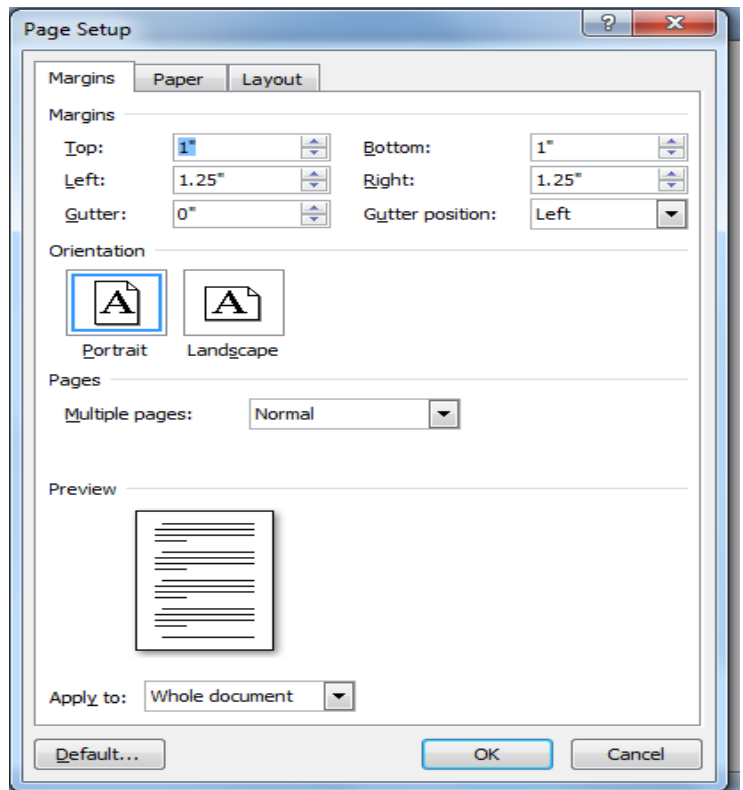 Page Setup
Margins Paper Layout
Margins
Top: 1" Bottom: 1"
Left: 1.25" Right: 1.25"
Gutter: 0" Gutter position: Left
Orientation
A A
Portrait Landscape
Pages
Multiple pages: Normal
Preview
Apply to: Whole document
Default... OK Cancel